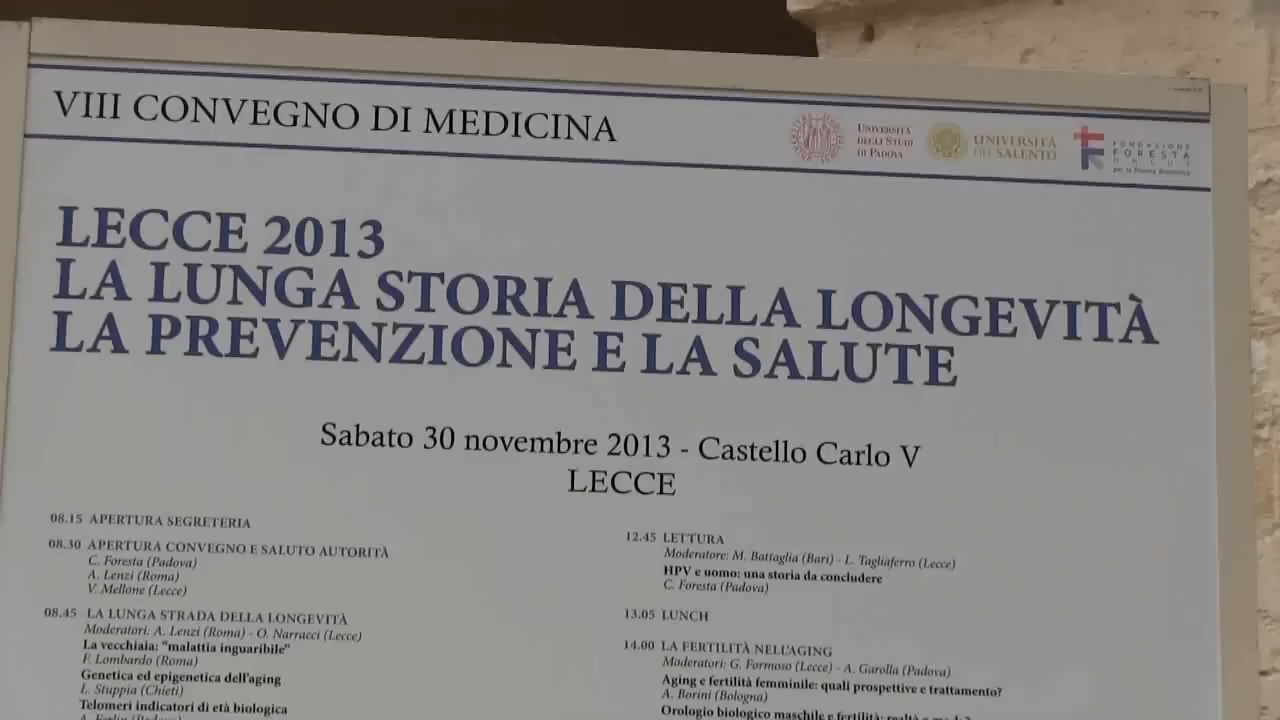 VIII CONVEGNO DI MEDICINA
UNIVERSITÀ
DEGLI STUDI
DI PADOVA
UNIVERSITÀ
DEL SALENTO
FONDAZIONE
FORESTA
ONLUS
per la Ricerca Biomedica
LECCE 2013
LA LUNGA STORIA DELLA LONGEVITÀ
LA PREVENZIONE E LA SALUTE
Sabato 30 novembre 2013 - Castello Carlo V
LECCE
08.15 APERTURA SEGRETERIA
08.30 APERTURA CONVEGNO E SALUTO AUTORITÀ
C. Foresta (Padova)
A. Lenzi (Roma)
V. Mellone (Lecce)
08.45 LA LUNGA STRADA DELLA LONGEVITÀ
Moderatori: A. Lenzi (Roma) - O. Narracci (Lecce)
La vecchiaia: "malattia inguaribile"
F. Lombardo (Roma)
Genetica ed epigenetica dell'aging
L. Stuppia (Chieti)
Telomeri indicatori di età biologica
A. Ferlin (Padova)
12.45 LETTURA
Moderatore: M. Battaglia (Bari) - L. Tagliaferro (Lecce)
HPV e uomo: una storia da concludere
C. Foresta (Padova)
13.05 LUNCH
14.00 LA FERTILITÀ NELL'AGING
Moderatori: G. Formoso (Lecce) - A. Garolla (Padova)
Aging e fertilità femminile: quali prospettive e trattamento?
A. Borini (Bologna)
Orologio biologico maschile e fertilità: realtà o